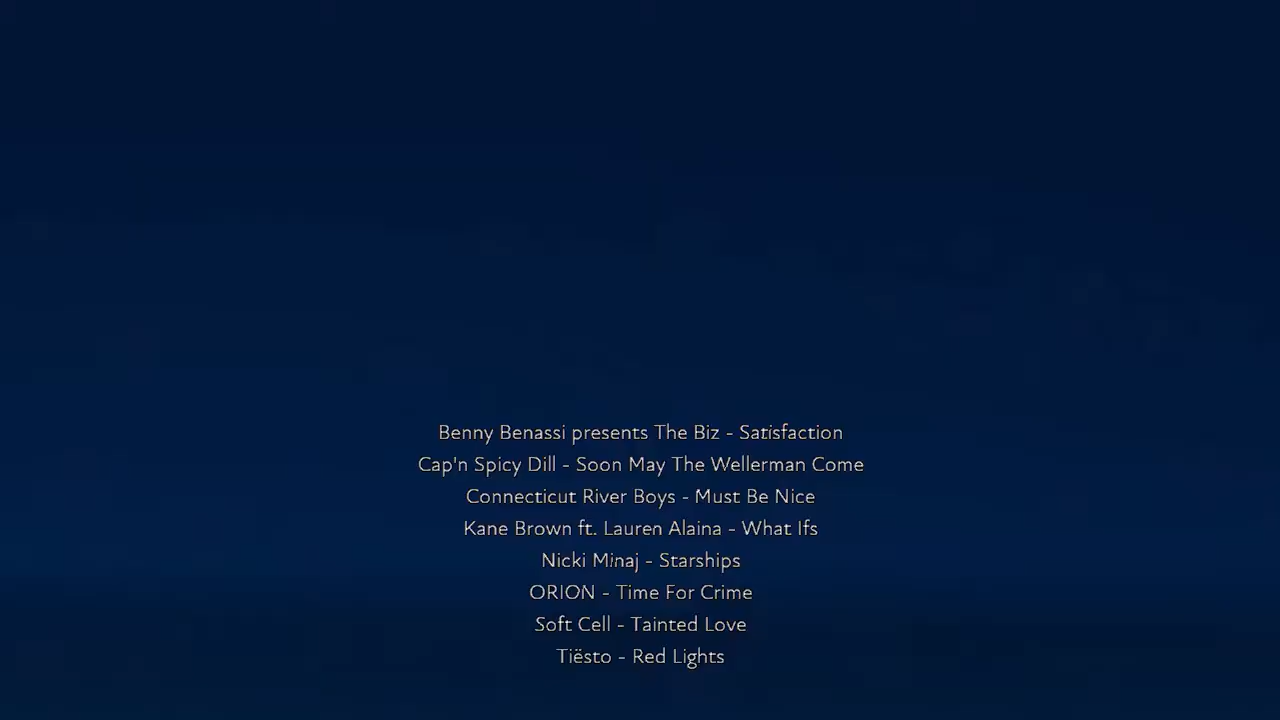 Benny Benassi presents The Biz - Satisfaction
Cap'n Spicy Dill - Soon May The Wellerman Come
Connecticut River Boys - Must Be Nice
Kane Brown ft. Lauren Alaina - What Ifs
Nicki Minaj - Starships
ORION - Time For Crime
Soft Cell - Tainted Love
Tiësto - Red Lights